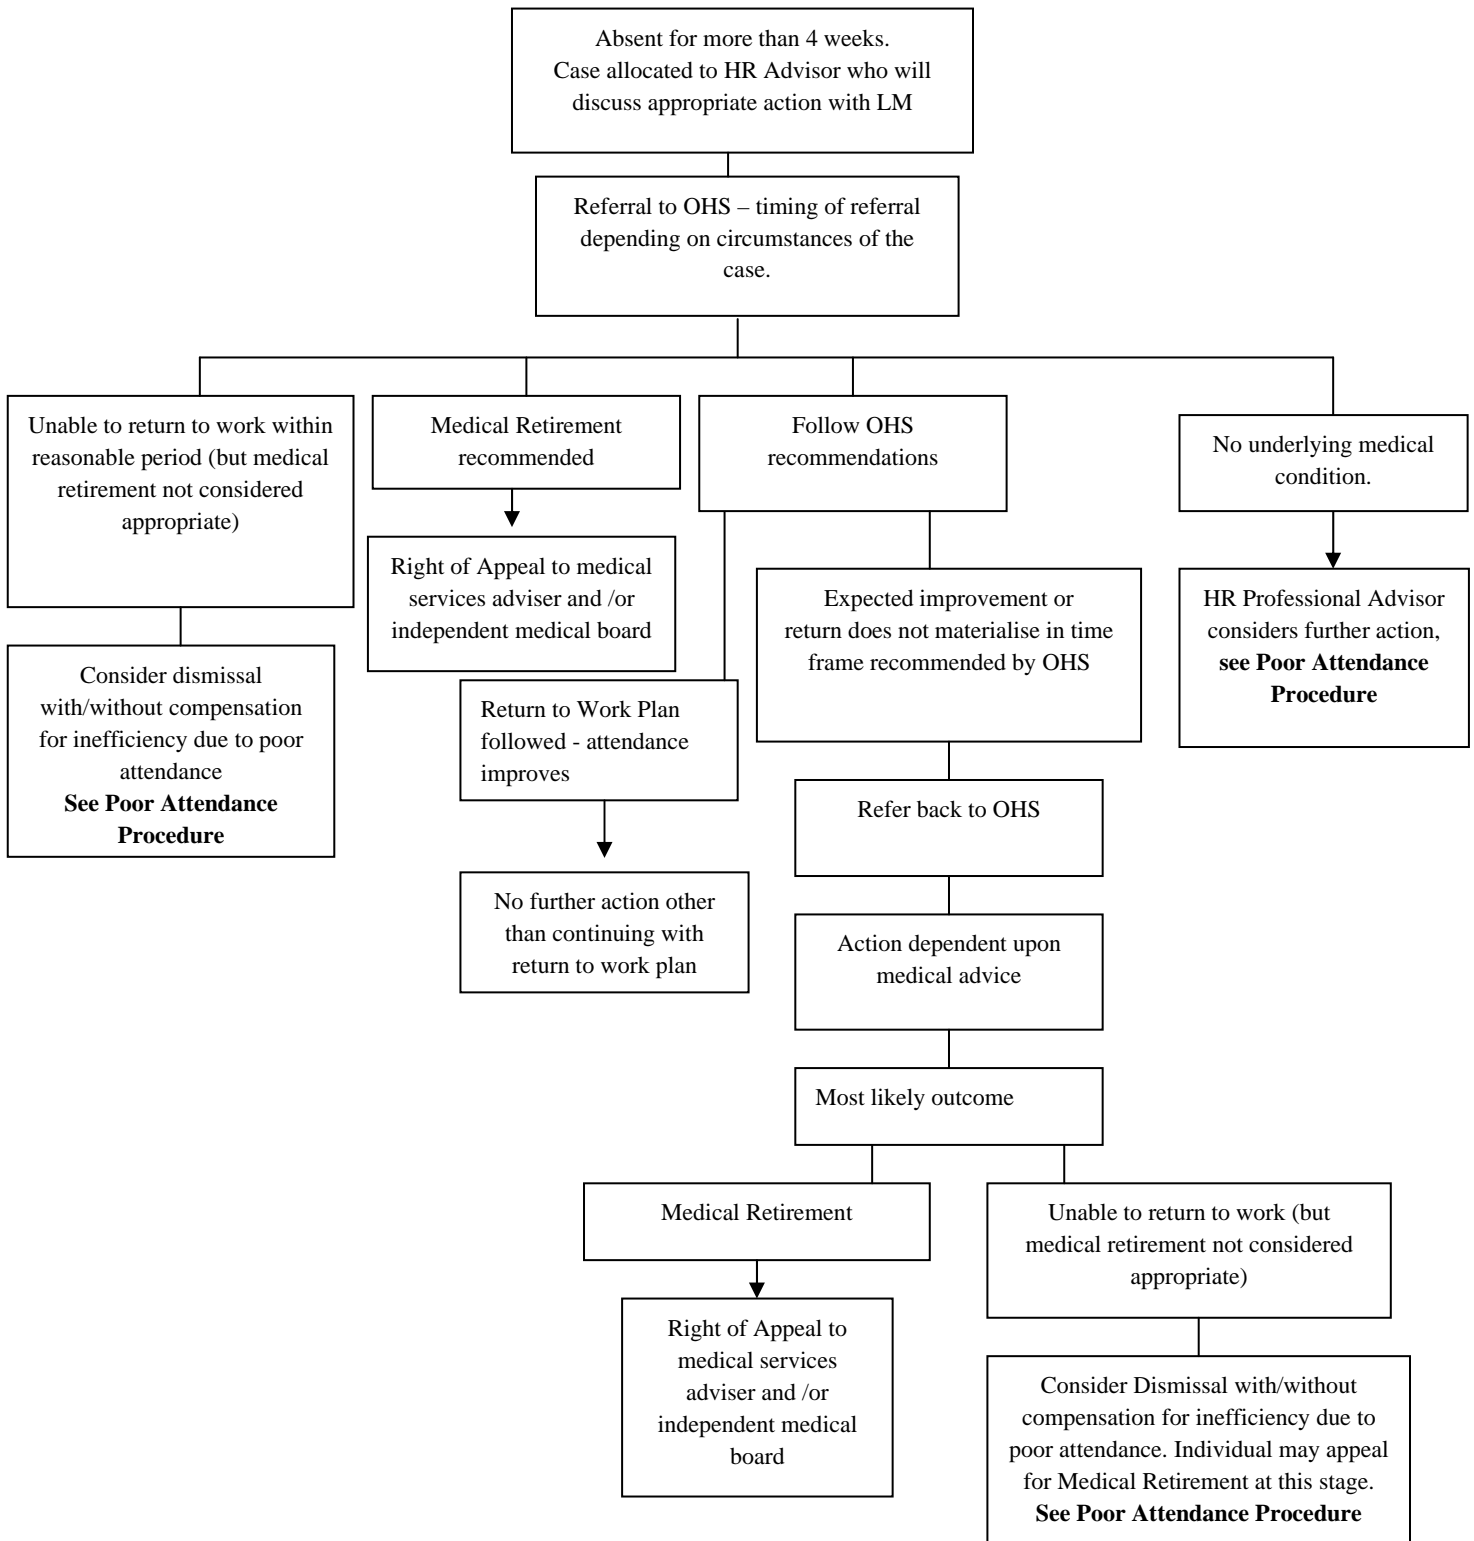 Absent for more than 4 weeks.
Case allocated to HR Advisor who will
discuss appropriate action with LM
Referral to OHS – timing of referral
depending on circumstances of the
case.
Unable to return to work within
reasonable period (but medical
retirement not considered
appropriate)
Medical Retirement
recommended
Follow OHS
recommendations
No underlying medical
condition.
Right of Appeal to medical
services adviser and /or
independent medical board
Expected improvement or
return does not materialise in time
frame recommended by OHS
HR Professional Advisor
considers further action,
see Poor Attendance
Procedure
Consider dismissal
with/without compensation
for inefficiency due to poor
attendance
See Poor Attendance
Procedure
Return to Work Plan
followed - attendance
improves
Refer back to OHS
No further action other
than continuing with
return to work plan
Action dependent upon
medical advice
Most likely outcome
Medical Retirement
Unable to return to work (but
medical retirement not considered
appropriate)
Right of Appeal to
medical services
adviser and /or
independent medical
board
Consider Dismissal with/without
compensation for inefficiency due to
poor attendance. Individual may appeal
for Medical Retirement at this stage.
See Poor Attendance Procedure